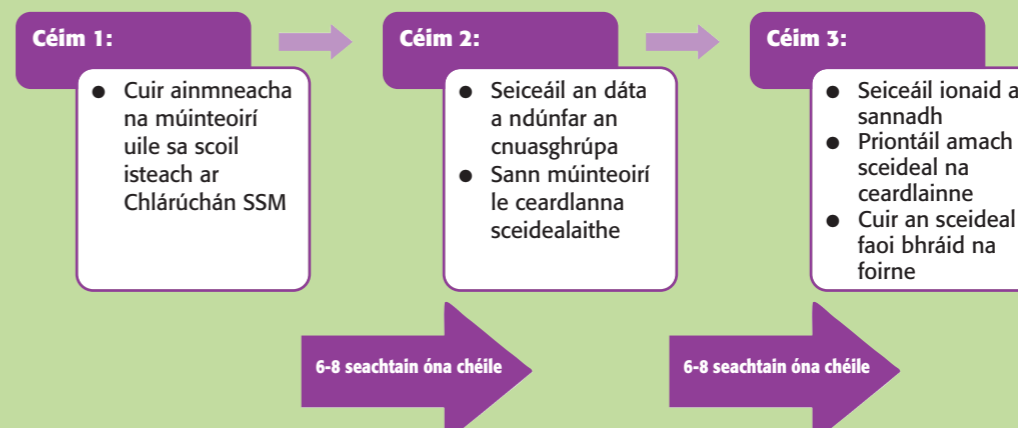 Céim 1:
● Cuir ainmneacha
na múinteoirí
uile sa scoil
isteach ar
Chlárúchán SSM
Céim 2:
● Seiceáil an dáta
a ndúnfar an
cnuasghrúpa
● Sann múinteoirí
le ceardlanna
sceidealaithe
Céim 3:
● Seiceáil ionaid a
sannadh
● Priontáil amach
sceideal na
ceardlainne
● Cuir an sceideal
faoi bhráid na
foirne
6-8 seachtain óna chéile
6-8 seachtain óna chéile